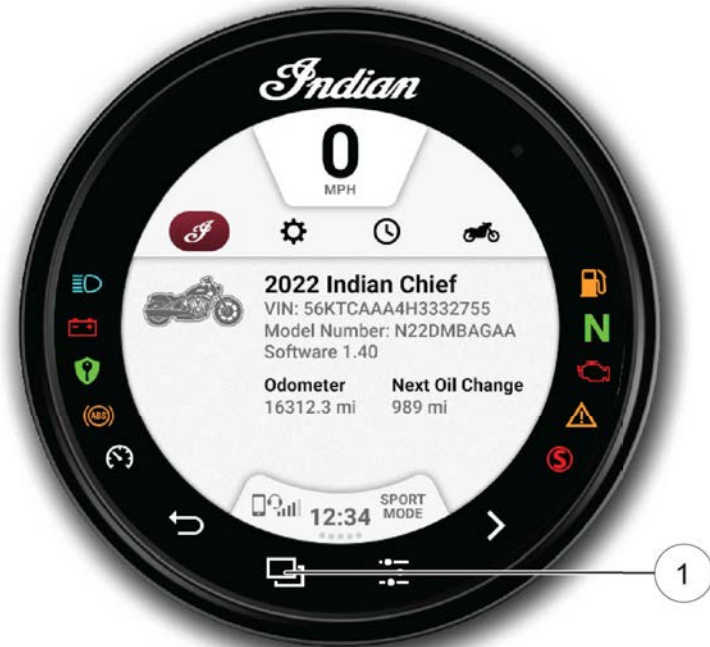 Indian
0
MPH
2022 Indian Chief
VIN: 56KTCAAA4H3332755
Model Number: N22DMBAGAA
Software 1.40
Odometer
Next Oil Change
16312.3 mi
989 mi
N
ABS
S
12:34
SPORT
MODE
1